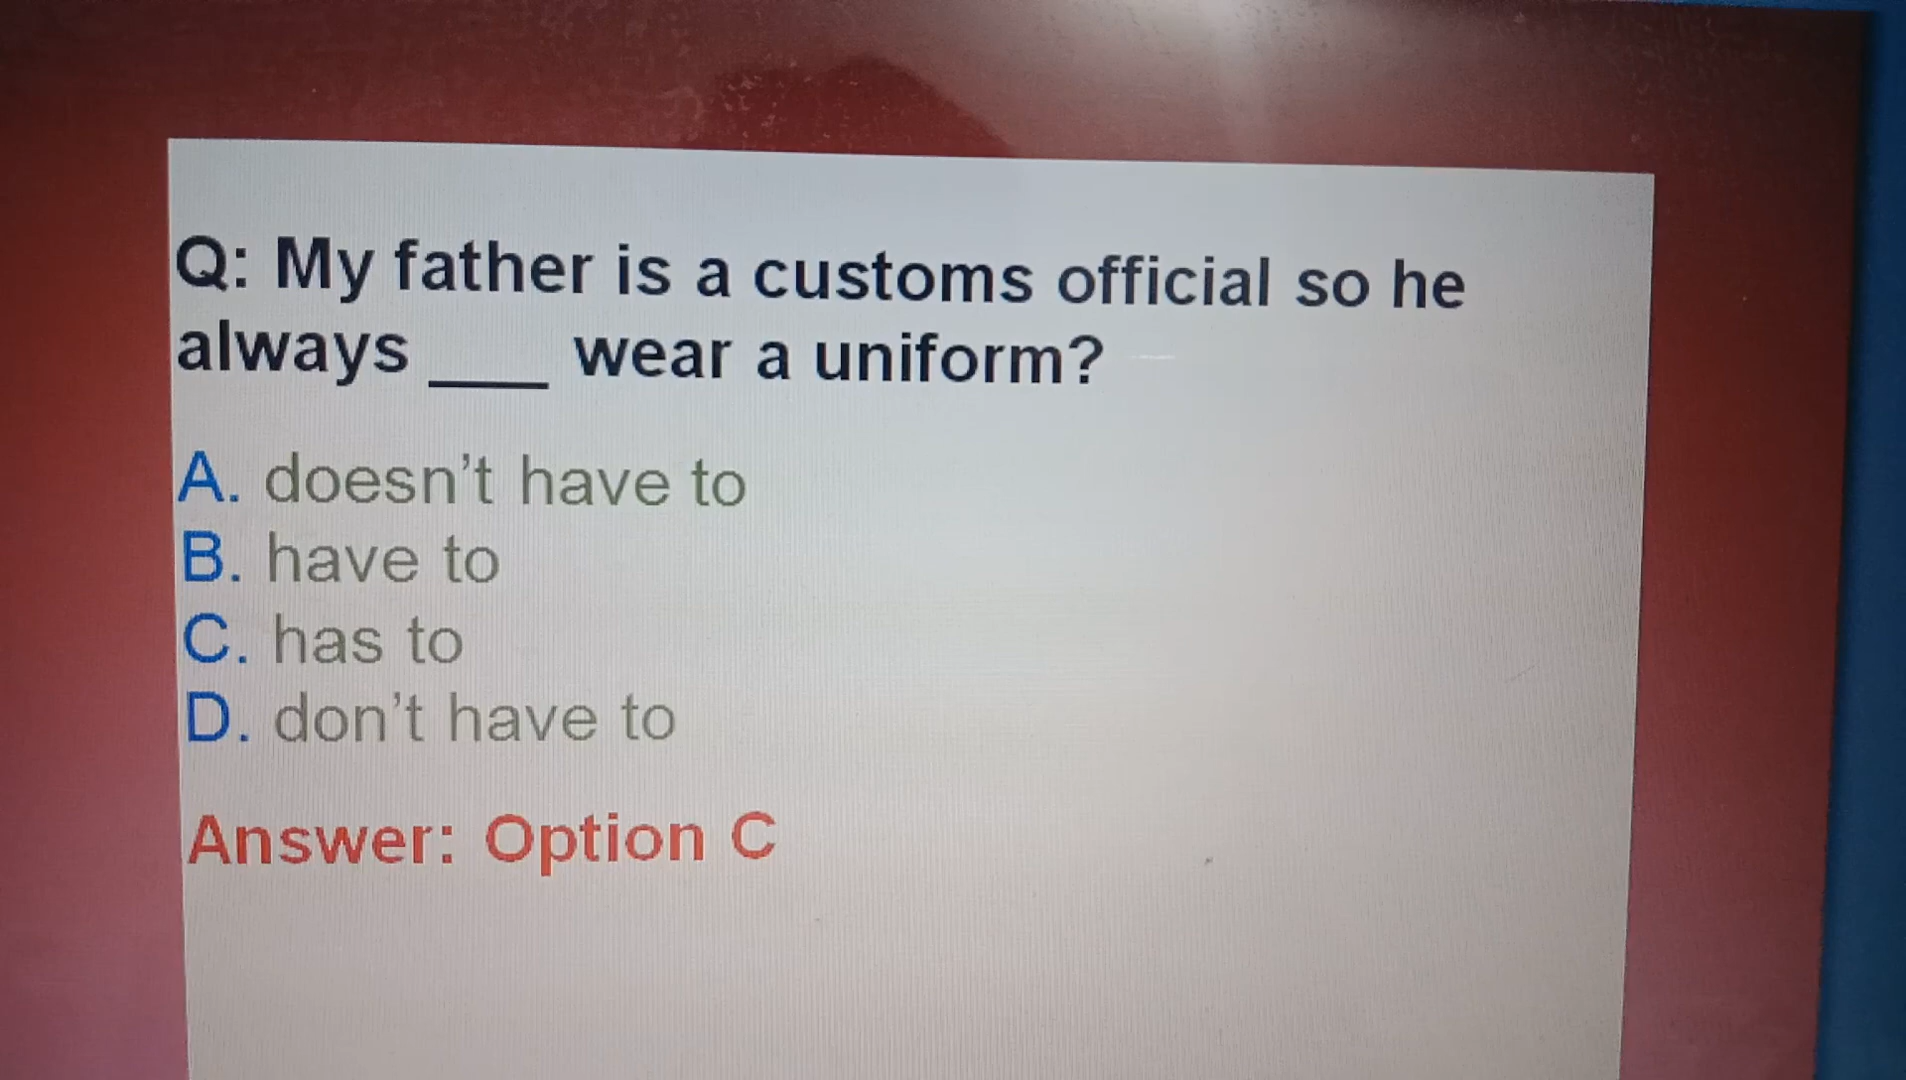 Q: My father is a customs official so he
always ____ wear a uniform?
A. doesn't have to
B. have to
C. has to
D. don't have to
Answer: Option C